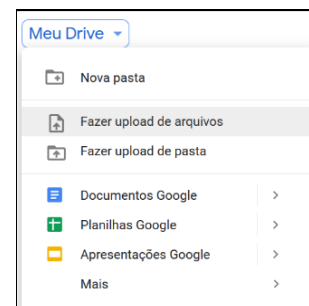 Meu Drive
Nova pasta
Fazer upload de arquivos
Fazer upload de pasta
Documentos Google
Planilhas Google
Apresentações Google
Mais